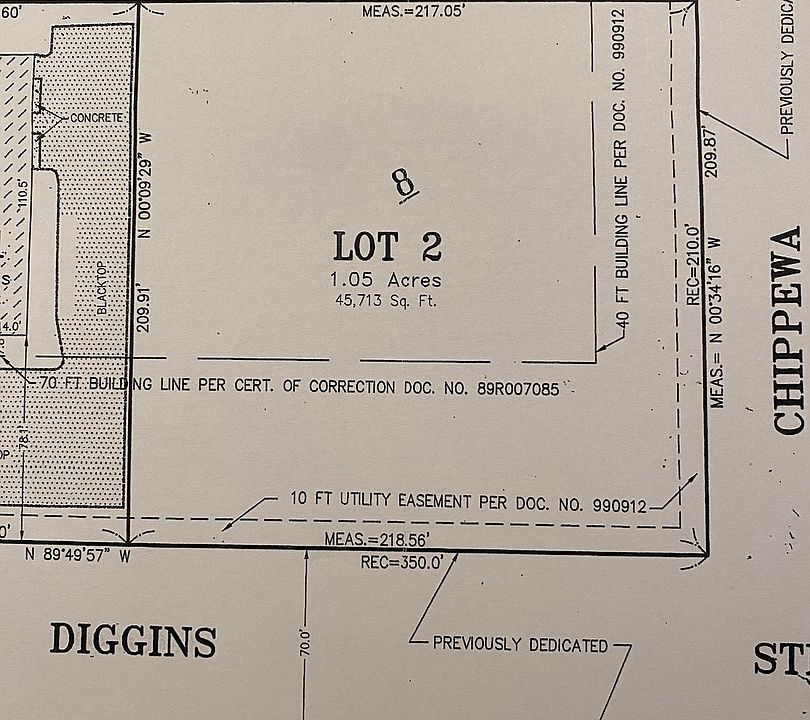 60'
MEAS.=217.05'
CONCRETE
N 00°09'29" W
209.91'
110.5'
BLACKTOP
S
4.0'
8
LOT 2
1.05 Acres
45,713 Sq. Ft.
40 FT BUILDING LINE PER DOC. NO. 990912
PREVIOUSLY DEDICA
209.87'
REC=210.0'
MEAS.= N 00°34'16" W
CHIPPEWA
70 FT BUILDING LINE PER CERT. OF CORRECTION DOC. NO. 89R007085
78.1'
OP
10 FT UTILITY EASEMENT PER DOC. NO. 990912
0'
N 89°49'57" W
MEAS.=218.56'
REC=350.0'
DIGGINS
70.0'
PREVIOUSLY DEDICATED